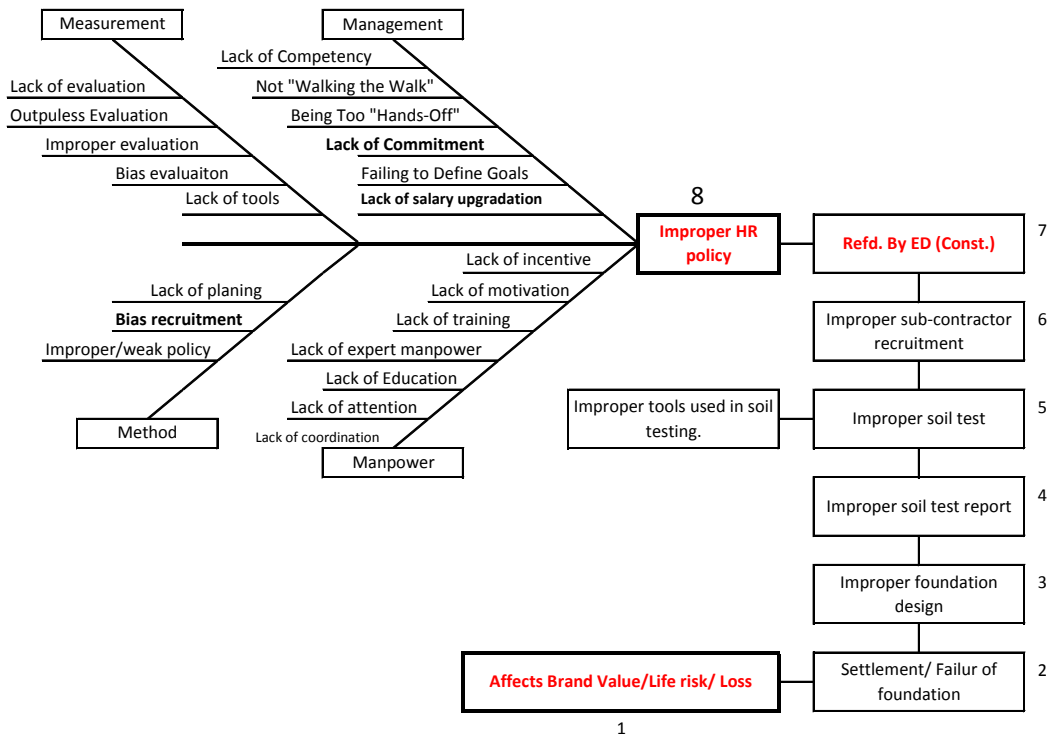 Measurement
Management
Lack of Competency
Lack of evaluation
Not "Walking the Walk"
Outpuless Evaluation
Being Too "Hands-Off"
Improper evaluation
Lack of Commitment
Bias evaluaiton
Failing to Define Goals
Lack of tools
Lack of salary upgradation
8
Improper HR
policy
Refd. By ED (Const.)
7
Lack of incentive
Lack of planing
Lack of motivation
Bias recruitment
Lack of training
Improper sub-contractor
recruitment
6
Improper/weak policy
Lack of expert manpower
Lack of Education
Lack of attention
Improper tools used in soil
testing.
Improper soil test
5
Method
Lack of coordination
Manpower
Improper soil test report
4
Improper foundation
design
3
Affects Brand Value/Life risk/ Loss
Settlement/ Failur of
foundation
2
1